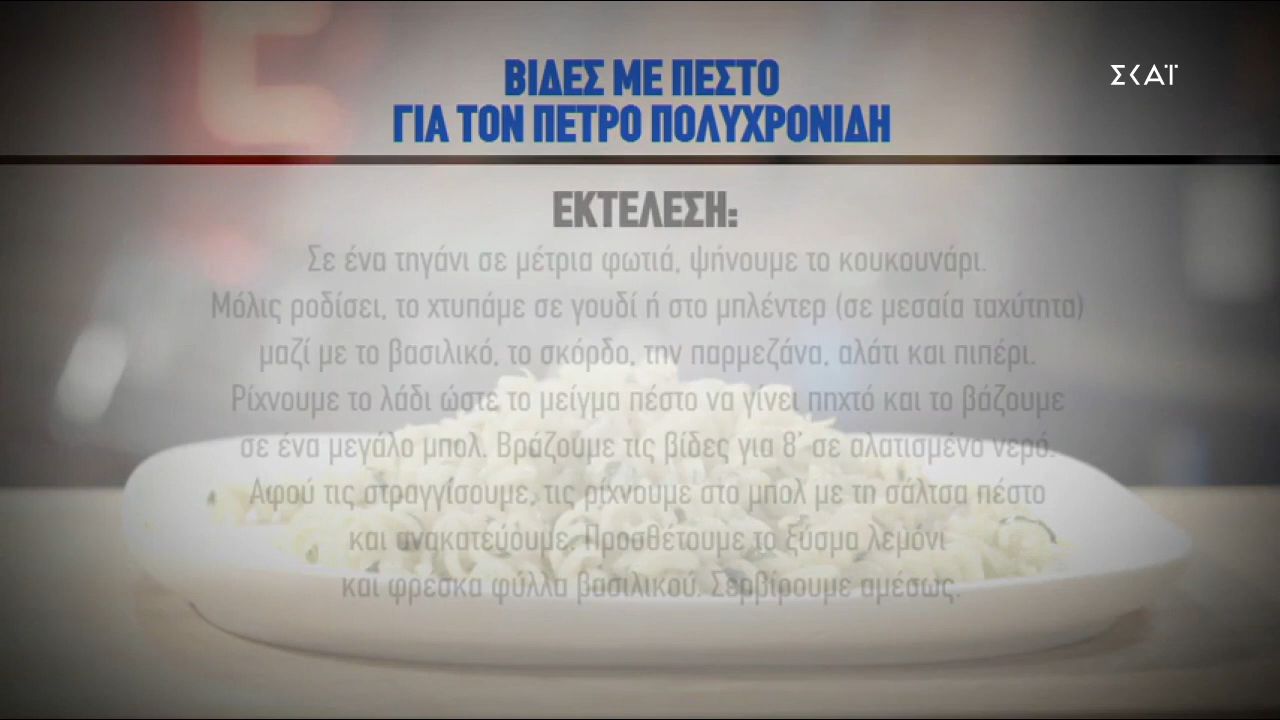 ΒΙΔΕΣ ΜΕ ΠΕΣΤΟ
ΓΙΑ ΤΟΝ ΠΕΤΡΟ ΠΟΛΥΧΡΟΝΙΔΗ
ΣΚΑΪ
ΕΚΤΕΛΕΣΗ:
Σε ένα τηγάνι σε μέτρια φωτιά, ψήνουμε το κουκουνάρι.
Μόλις ροδίσει, το χτυπάμε σε γουδί ή στο μπλέντερ (σε μεσαία ταχύτητα)
μαζί με το βασιλικό, το σκόρδο, την παρμεζάνα, αλάτι και πιπέρι.
Ρίχνουμε το λάδι ώστε το μείγμα πέστο να γίνει πηχτό και το βάζουμε
σε ένα μεγάλο μπολ. Βράζουμε τις βίδες για 8' σε αλατισμένο νερό.
Αφού τις στραγγίσουμε, τις ρίχνουμε στο μπολ με τη σάλτσα πέστο
και ανακατεύουμε. Προσθέτουμε το ξύσμα λεμόνι
και φρέσκα φύλλα βασιλικού. Σερβίρουμε αμέσως.